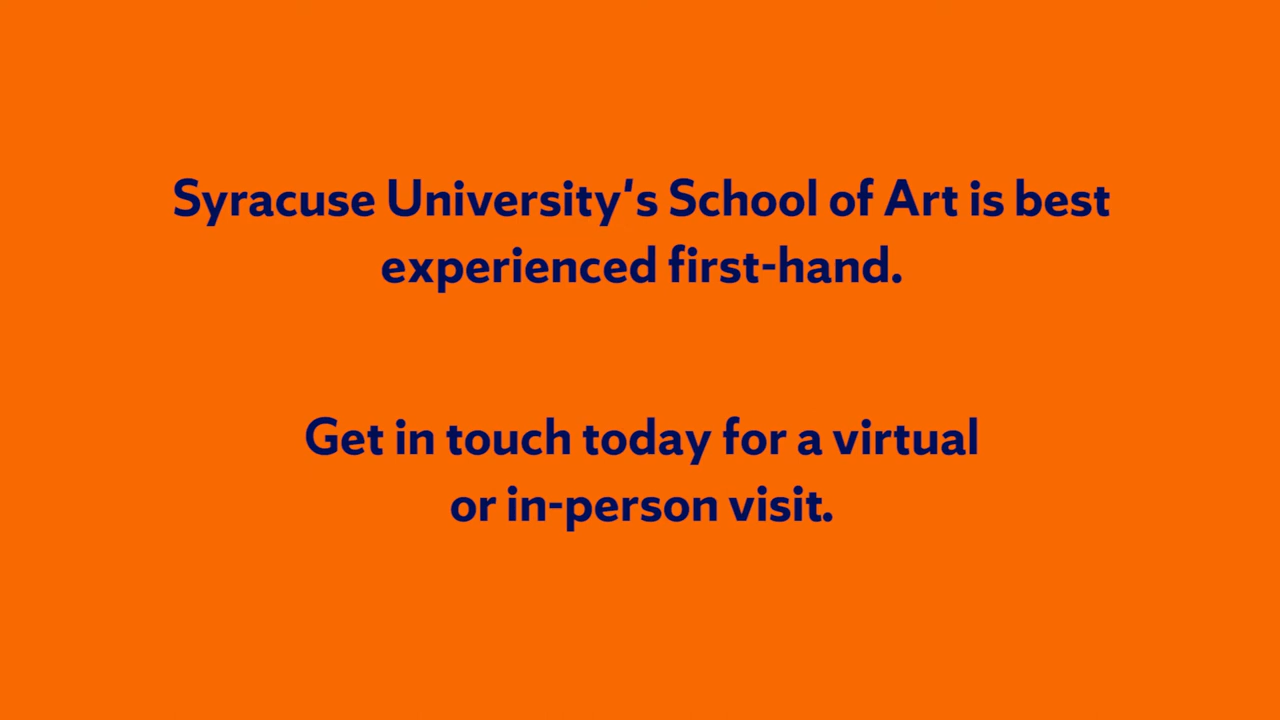 Syracuse University's School of Art is best
experienced first-hand.
Get in touch today for a virtual
or in-person visit.